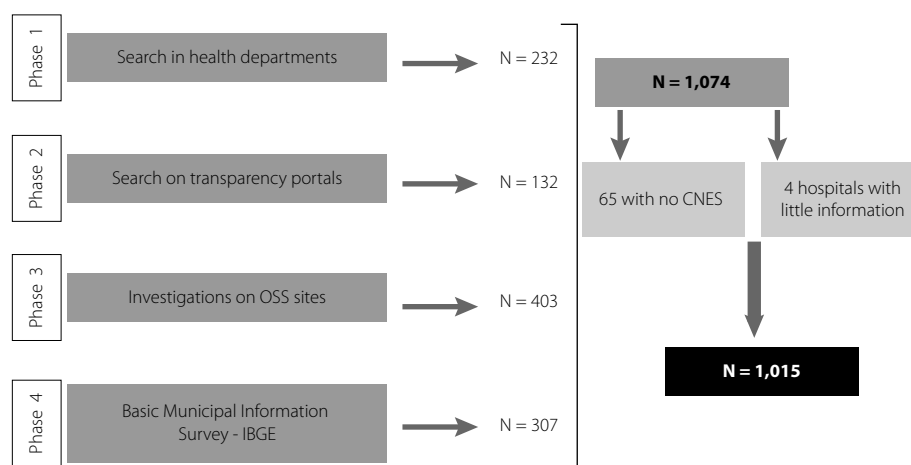 Phase 1
Search in health departments
N = 232
Phase 2
Search on transparency portals
N = 132
Phase 3
Investigations on OSS sites
N = 403
Phase 4
Basic Municipal Information
Survey - IBGE
N = 307
N = 1,074
65 with no CNES
4 hospitals with
little information
N = 1,015